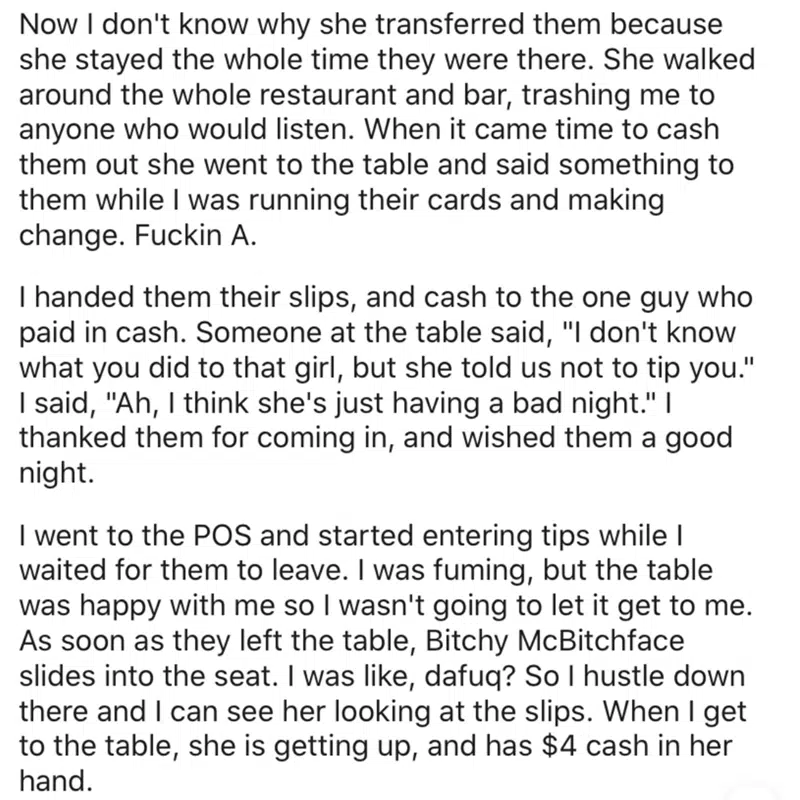 Now I don't know why she transferred them because
she stayed the whole time they were there. She walked
around the whole restaurant and bar, trashing me to
anyone who would listen. When it came time to cash
them out she went to the table and said something to
them while I was running their cards and making
change. Fuckin A.
I handed them their slips, and cash to the one guy who
paid in cash. Someone at the table said, "I don't know
what you did to that girl, but she told us not to tip you."
I said, "Ah, I think she's just having a bad night." I
thanked them for coming in, and wished them a good
night.
I went to the POS and started entering tips while I
waited for them to leave. I was fuming, but the table
was happy with me so I wasn't going to let it get to me.
As soon as they left the table, Bitchy McBitchface
slides into the seat. I was like, dafuq? So I hustle down
there and I can see her looking at the slips. When I get
to the table, she is getting up, and has $4 cash in her
hand.